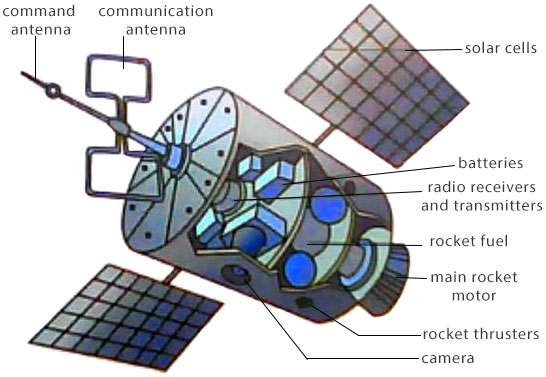 command
antenna
communication
antenna
solar cells
batteries
radio receivers
and transmitters
rocket fuel
main rocket
motor
rocket thrusters
camera